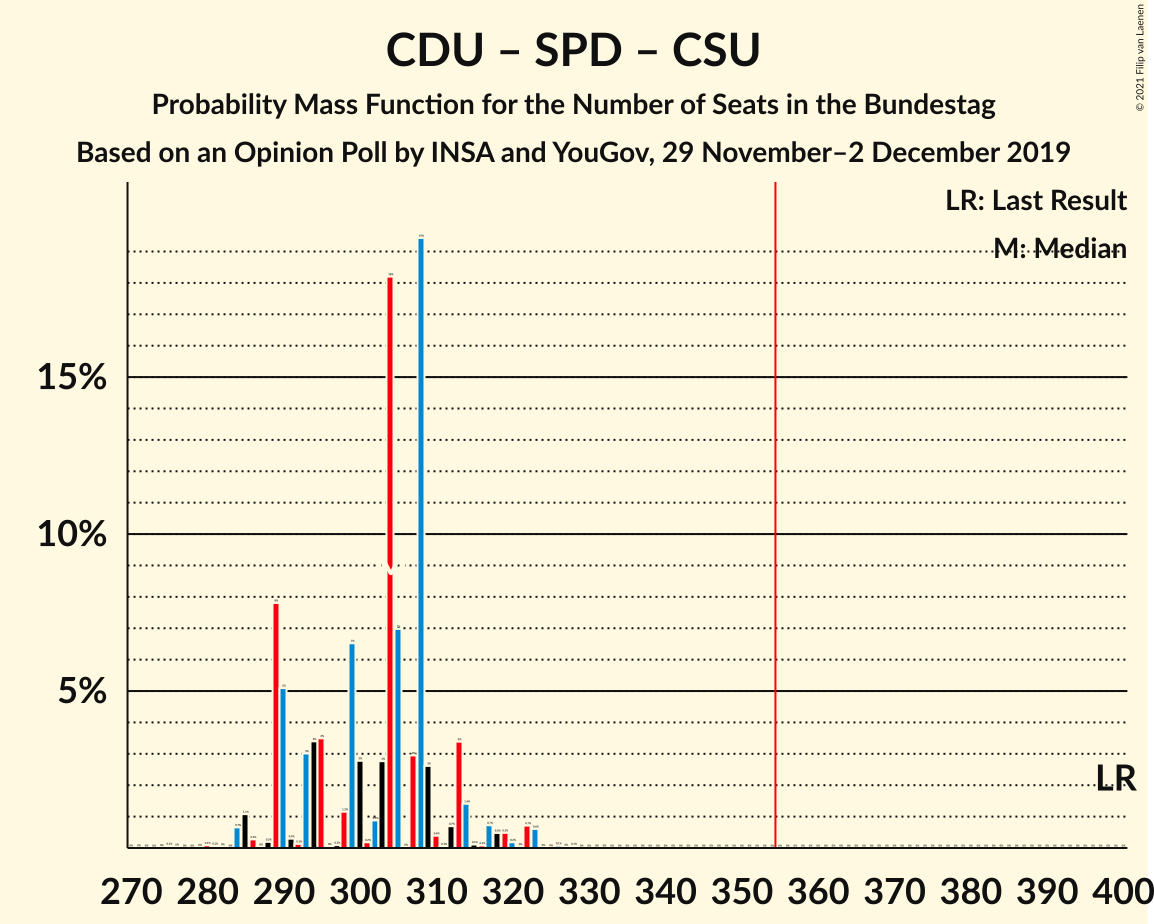 CDU – SPD – CSU
Probability Mass Function for the Number of Seats in the Bundestag
Based on an Opinion Poll by INSA and YouGov, 29 November–2 December 2019
© 2021 Filip van Laenen
LR: Last Result
M: Median
15%
10%
5%
M
LR
270 280 290 300 310 320 330 340 350 360 370 380 390 400